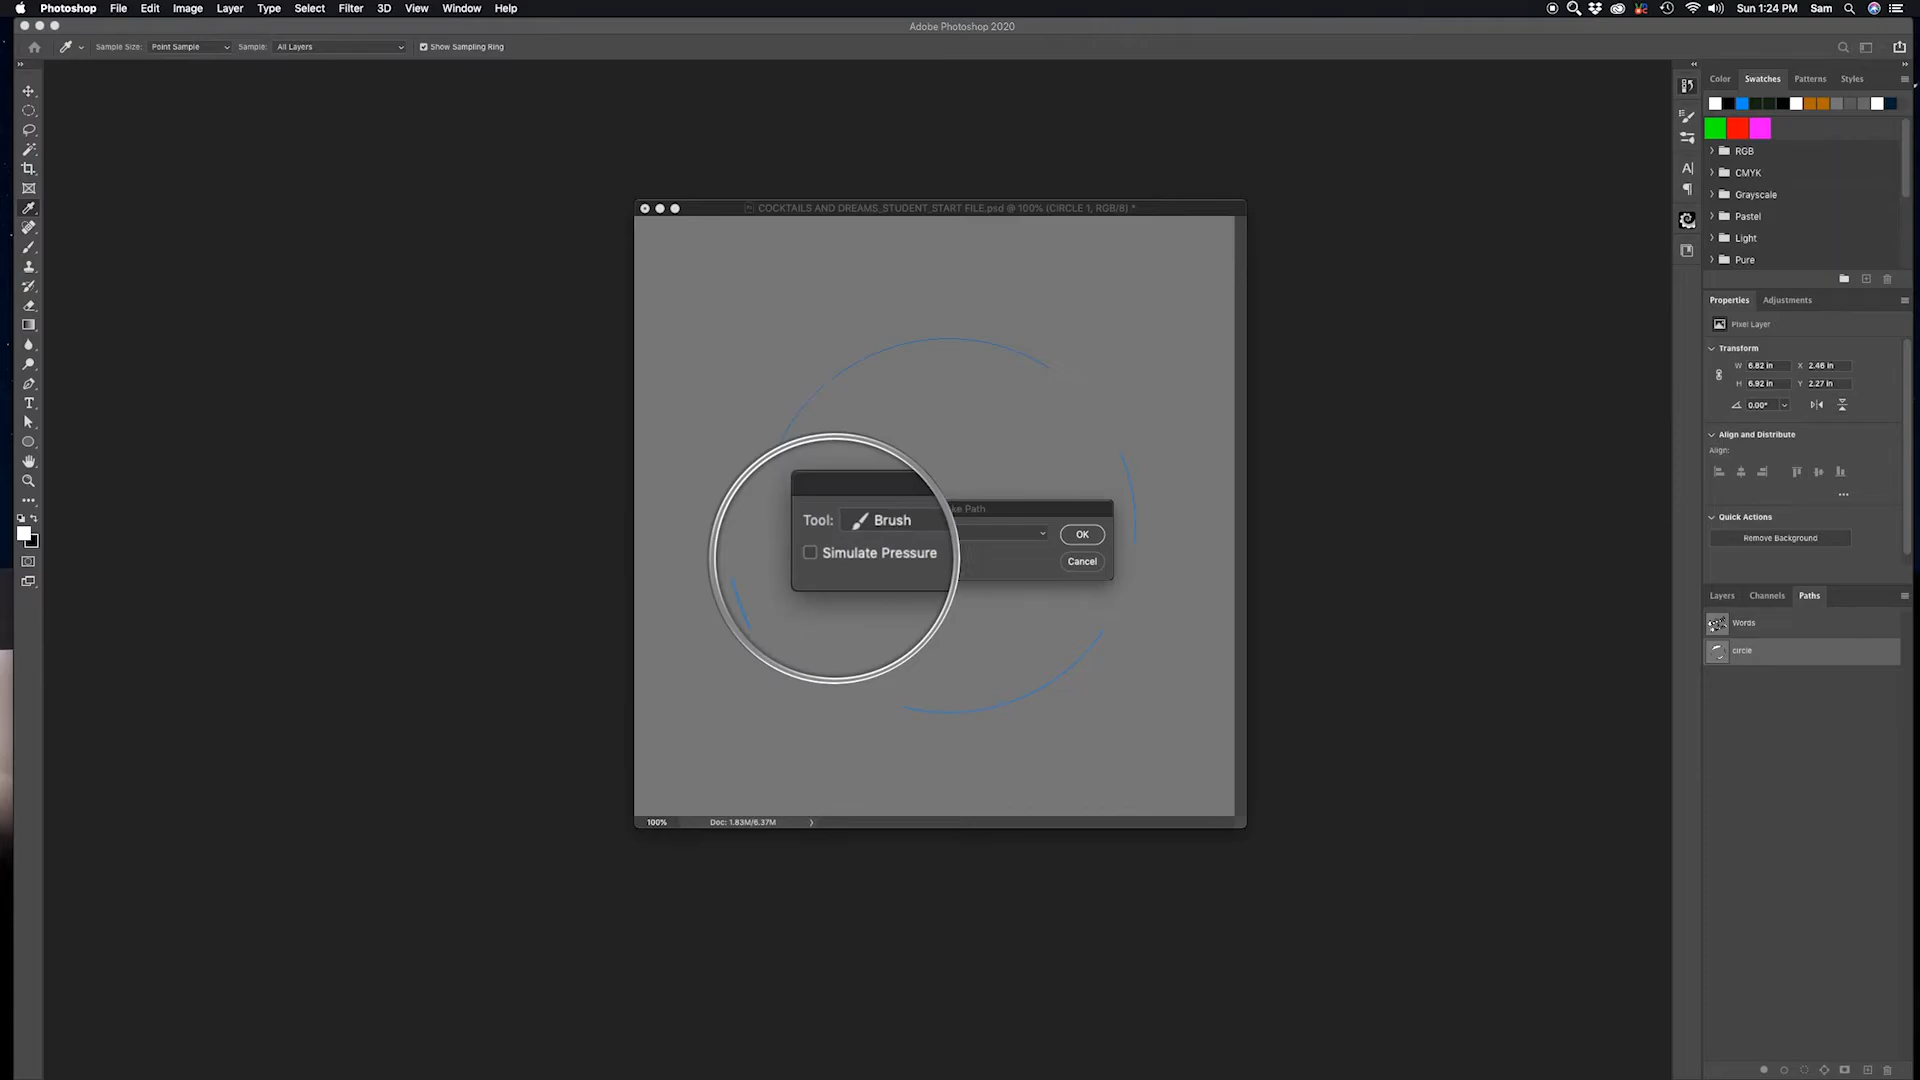 Photoshop File Edit Image Layer Type Select Filter 3D View Window Help Sun 1:24 PM Sam
Adobe Photoshop 2020
Sample Size: Point Sample Sample: All Layers Show Sampling Ring
Color Swatches Patterns Styles
RGB
CMYK
Grayscale
Pastel
Light
Pure
COCKTAILS AND DREAMS_STUDENT_START FILE.psd @ 100% (CIRCLE 1, RGB/8) *
Properties Adjustments
Pixel Layer
Transform
W 6.82 in X 2.46 in
H 6.92 in Y 2.27 in
0.00°
Align and Distribute
Align:
Quick Actions
Remove Background
ke Path
Tool: Brush
OK
Simulate Pressure
Cancel
Layers Channels Paths
Words
circle
100% Doc: 1.83M/6.37M